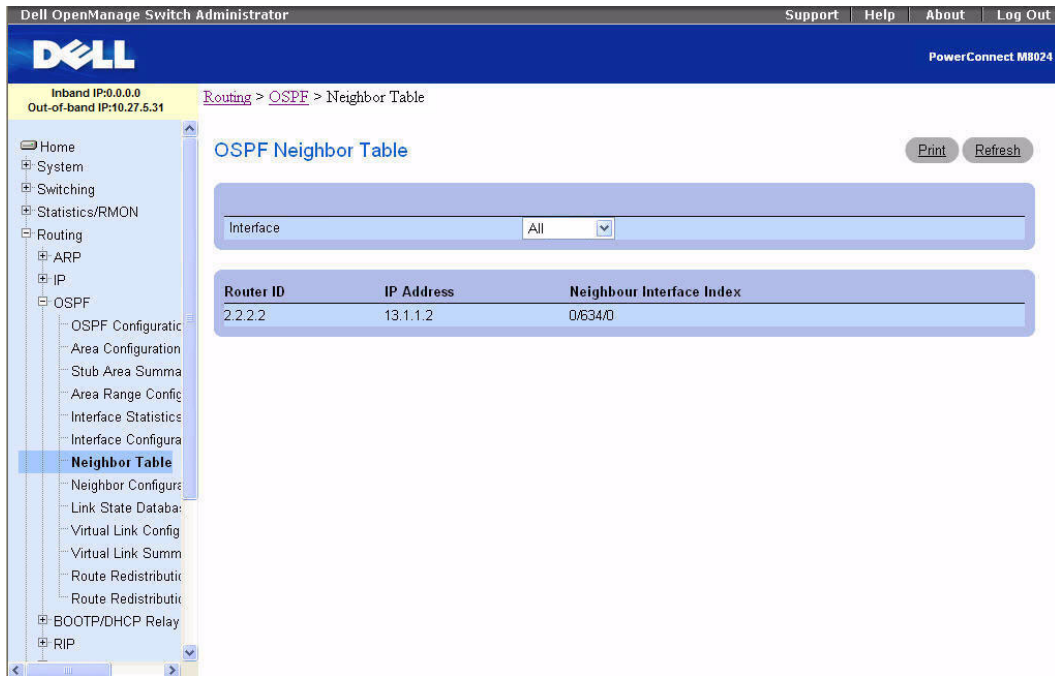 Dell OpenManage Switch Administrator
Support Help About Log Out
DELL
PowerConnect M8024
Inband IP:0.0.0.0
Out-of-band IP:10.27.5.31
Routing > OSPF > Neighbor Table
Home
System
Switching
Statistics/RMON
Routing
ARP
IP
OSPF
OSPF Configuratic
Area Configuration
Stub Area Summa
Area Range Config
Interface Statistics
Interface Configura
Neighbor Table
Neighbor Configura
Link State Databa
Virtual Link Config
Virtual Link Summ
Route Redistributic
Route Redistributic
BOOTP/DHCP Relay
RIP
OSPF Neighbor Table
Print Refresh
Interface All
Router ID IP Address Neighbour Interface Index
2.2.2.2 13.1.1.2 0/634/0